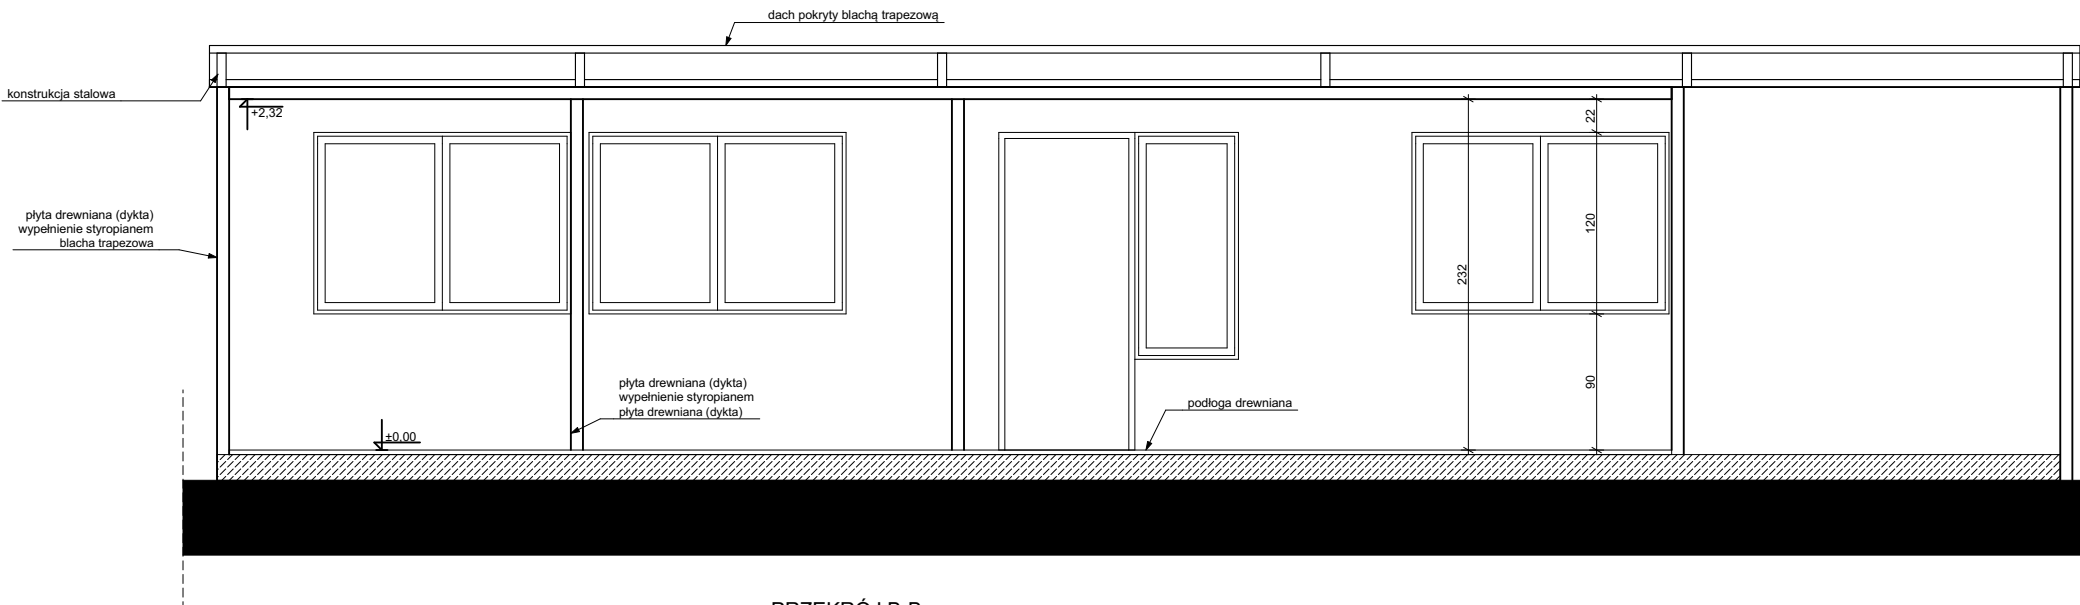 dach pokryty blachą trapezową
konstrukcja stalowa
+2,32
22
płyta drewniana (dykta)
wypełnienie styropianem
blacha trapezowa
120
232
płyta drewniana (dykta)
wypełnienie styropianem
płyta drewniana (dykta)
90
podłoga drewniana
±0,00
PRZEKRÓJ B-B